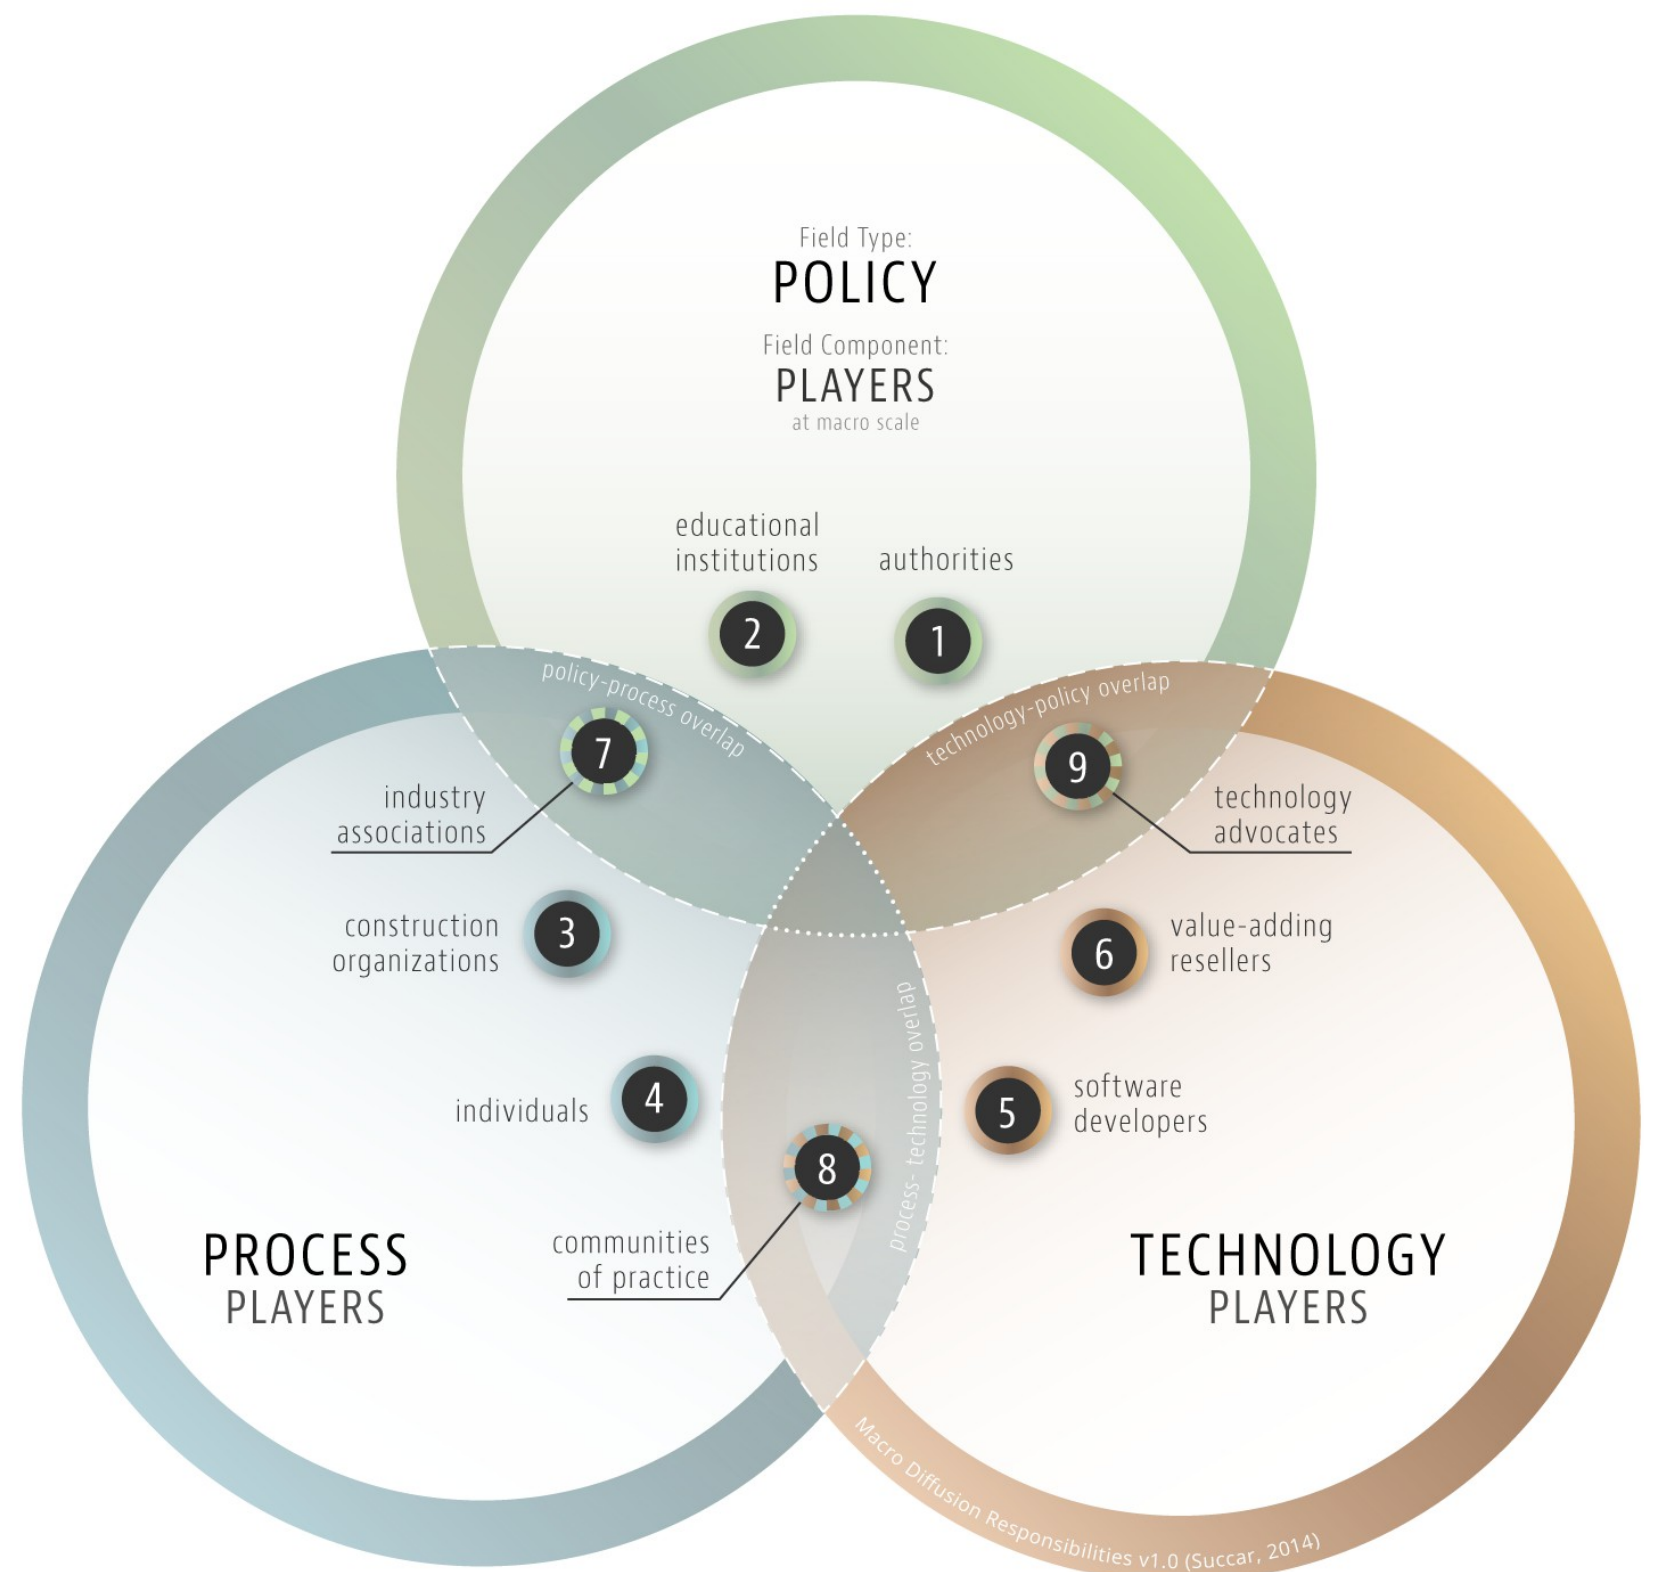 Field Type:
POLICY
Field Component:
PLAYERS
at macro scale
educational
institutions
authorities
2
1
policy-process overlap
technology-policy overlap
7
9
industry
associations
technology
advocates
3
construction
organizations
6
value-adding
resellers
process- technology overlap
4
individuals
5
software
developers
8
communities
of practice
PROCESS
PLAYERS
TECHNOLOGY
PLAYERS
Macro Diffusion Responsibilities v1.0 (Succar, 2014)